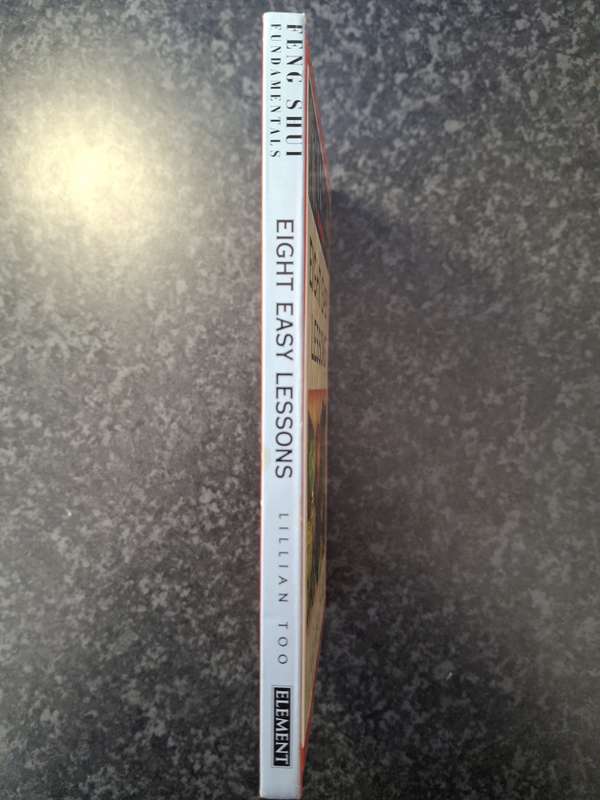 FENG SHUI
FUNDAMENTALS
EIGHT EASY LESSONS
LILLIAN TOO
ELEMENT